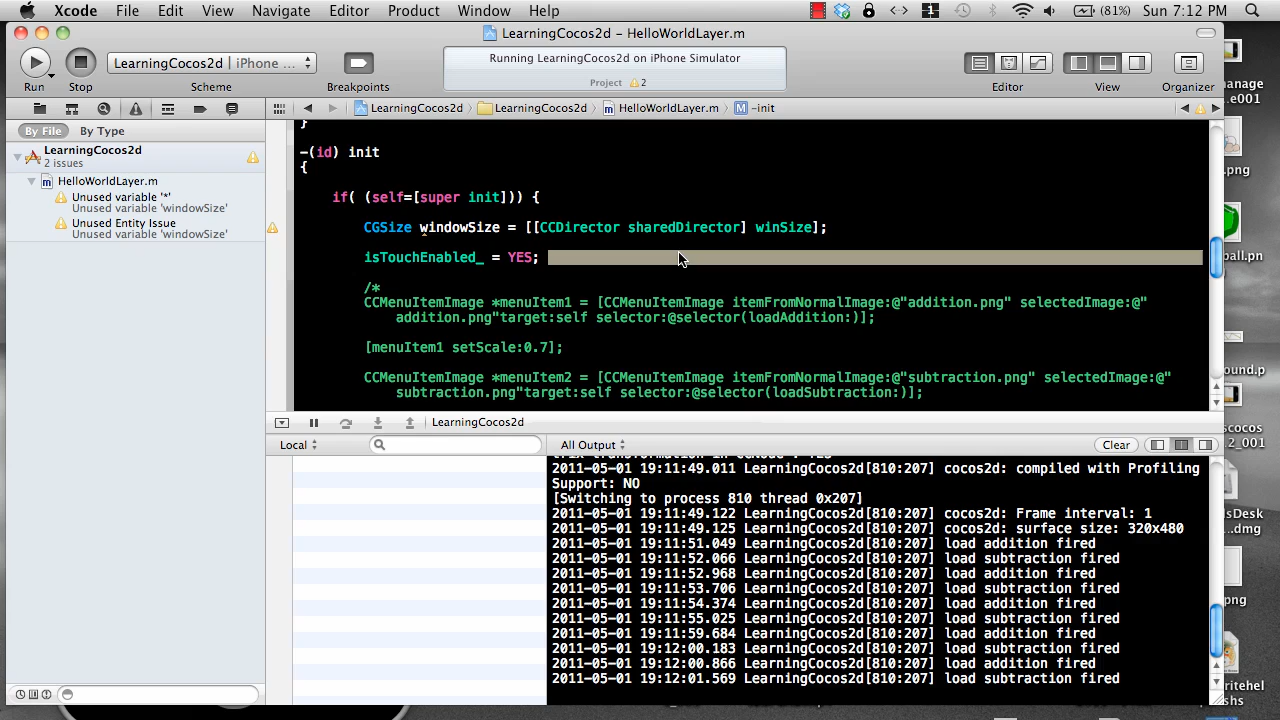 Xcode File Edit View Navigate Editor Product Window Help 1 (81%) Sun 7:12 PM
LearningCocos2d – HelloWorldLayer.m
LearningCocos2d | iPhone ...
Running LearningCocos2d on iPhone Simulator
Project 2
Run Stop Scheme Breakpoints Editor View Organizer
LearningCocos2d LearningCocos2d HelloWorldLayer.m M -init
By File By Type
LearningCocos2d
2 issues
HelloWorldLayer.m
Unused variable '*'
Unused variable 'windowSize'
Unused Entity Issue
Unused variable 'windowSize'
}
-(id) init
{
if( (self=[super init])) {
CGSize windowSize = [[CCDirector sharedDirector] winSize];
isTouchEnabled_ = YES;
/*
CCMenuItemImage *menuItem1 = [CCMenuItemImage itemFromNormalImage:@"addition.png" selectedImage:@"
addition.png"target:self selector:@selector(loadAddition:)];
[menuItem1 setScale:0.7];
CCMenuItemImage *menuItem2 = [CCMenuItemImage itemFromNormalImage:@"subtraction.png" selectedImage:@"
subtraction.png"target:self selector:@selector(loadSubtraction:)];
LearningCocos2d
Local All Output Clear
2011-05-01 19:11:49.011 LearningCocos2d[810:207] cocos2d: compiled with Profiling
Support: NO
[Switching to process 810 thread 0x207]
2011-05-01 19:11:49.122 LearningCocos2d[810:207] cocos2d: Frame interval: 1
2011-05-01 19:11:49.125 LearningCocos2d[810:207] cocos2d: surface size: 320x480
2011-05-01 19:11:51.049 LearningCocos2d[810:207] load addition fired
2011-05-01 19:11:52.066 LearningCocos2d[810:207] load subtraction fired
2011-05-01 19:11:52.968 LearningCocos2d[810:207] load addition fired
2011-05-01 19:11:53.706 LearningCocos2d[810:207] load subtraction fired
2011-05-01 19:11:54.374 LearningCocos2d[810:207] load addition fired
2011-05-01 19:11:55.025 LearningCocos2d[810:207] load subtraction fired
2011-05-01 19:11:59.684 LearningCocos2d[810:207] load addition fired
2011-05-01 19:12:00.183 LearningCocos2d[810:207] load subtraction fired
2011-05-01 19:12:00.866 LearningCocos2d[810:207] load addition fired
2011-05-01 19:12:01.569 LearningCocos2d[810:207] load subtraction fired